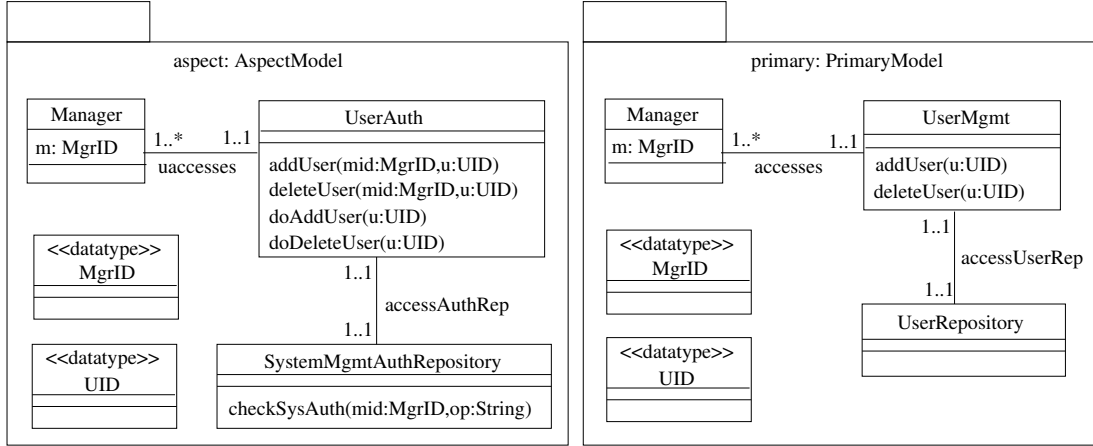 aspect: AspectModel
Manager
m: MgrID
1..*
1..1
uaccesses
UserAuth
addUser(mid:MgrID,u:UID)
deleteUser(mid:MgrID,u:UID)
doAddUser(u:UID)
doDeleteUser(u:UID)
<<datatype>>
MgrID
1..1
accessAuthRep
1..1
<<datatype>>
UID
SystemMgmtAuthRepository
checkSysAuth(mid:MgrID,op:String)
primary: PrimaryModel
Manager
m: MgrID
1..*
1..1
accesses
UserMgmt
addUser(u:UID)
deleteUser(u:UID)
<<datatype>>
MgrID
1..1
accessUserRep
1..1
UserRepository
<<datatype>>
UID